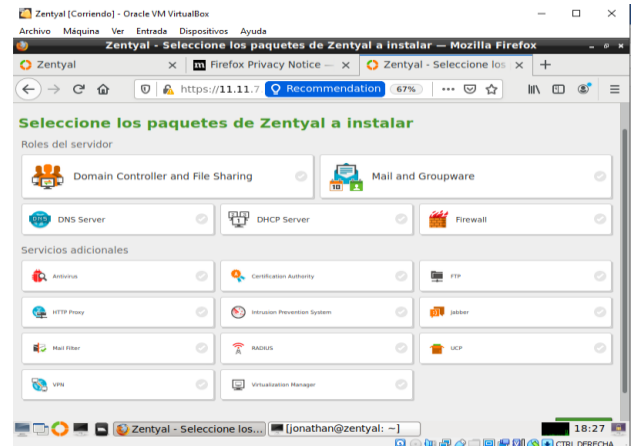 Zentyal [Corriendo] - Oracle VM VirtualBox
Archivo Máquina Ver Entrada Dispositivos Ayuda
Zentyal - Seleccione los paquetes de Zentyal a instalar — Mozilla Firefox
Zentyal Firefox Privacy Notice — Zentyal - Seleccione los
https://11.11.7 Recommendation 67%
Seleccione los paquetes de Zentyal a instalar
Roles del servidor
Domain Controller and File Sharing Mail and Groupware
DNS Server DHCP Server Firewall
Servicios adicionales
Antivirus Certification Authority FTP
HTTP Proxy Intrusion Prevention System Jabber
Mail Filter RADIUS UCP
VPN Virtualization Manager
Zentyal - Seleccione los... [jonathan@zentyal: ~] 18:27
CTRL DERECHA